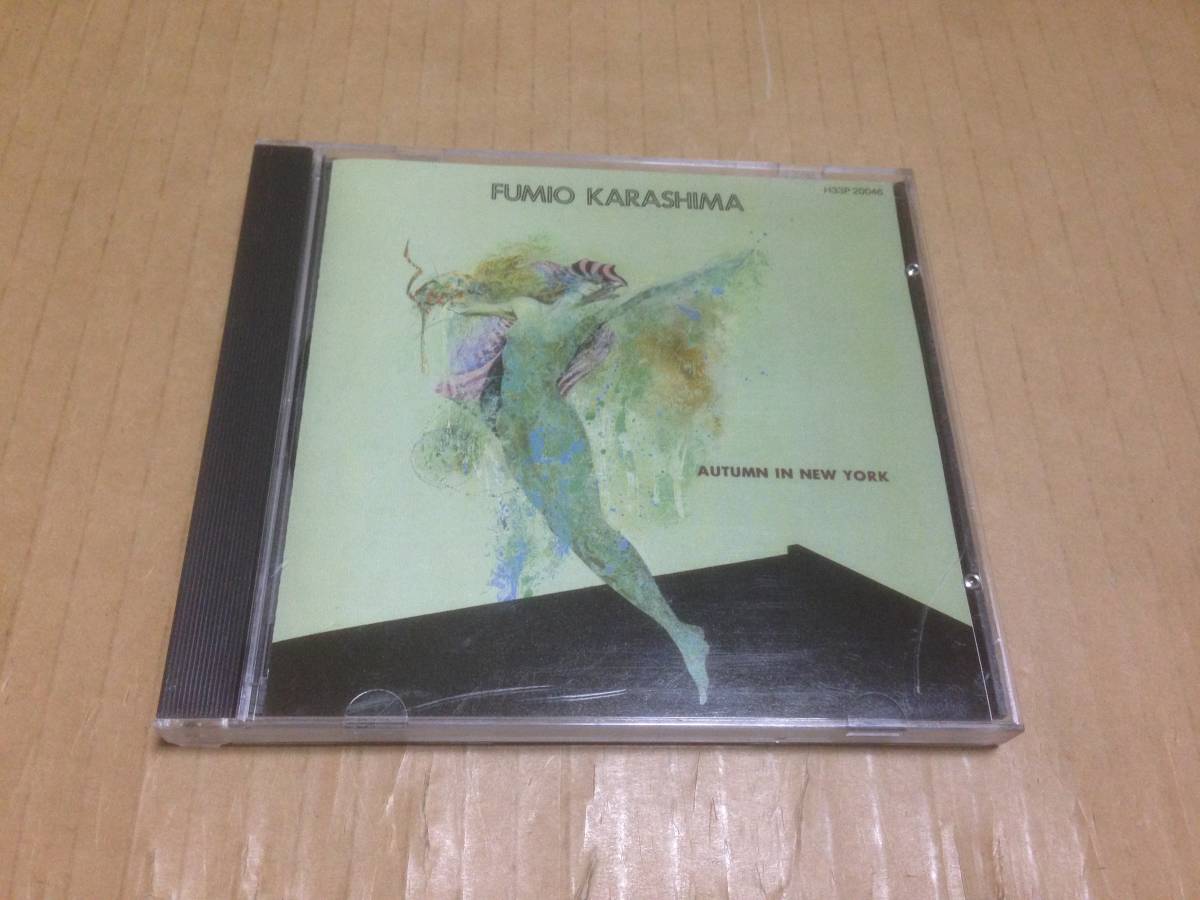 FUMIO KARASHIMA
H33P 20046
AUTUMN IN NEW YORK